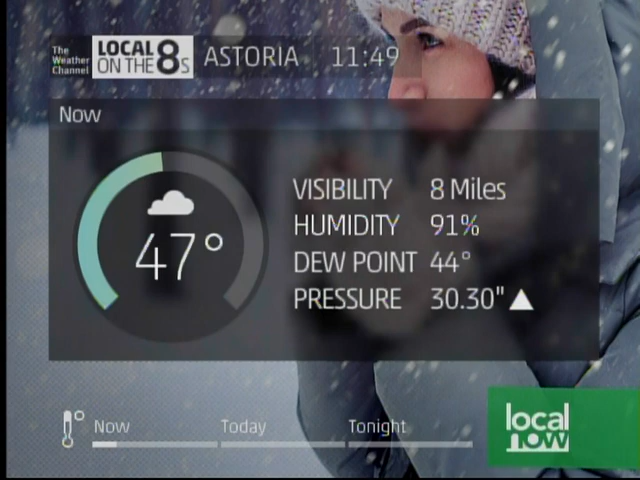 The
Weather
Channel
LOCAL
ON THE 8s
ASTORIA 11:49
Now
47°
VISIBILITY 8 Miles
HUMIDITY 91%
DEW POINT 44°
PRESSURE 30.30"
Now Today Tonight
local
now